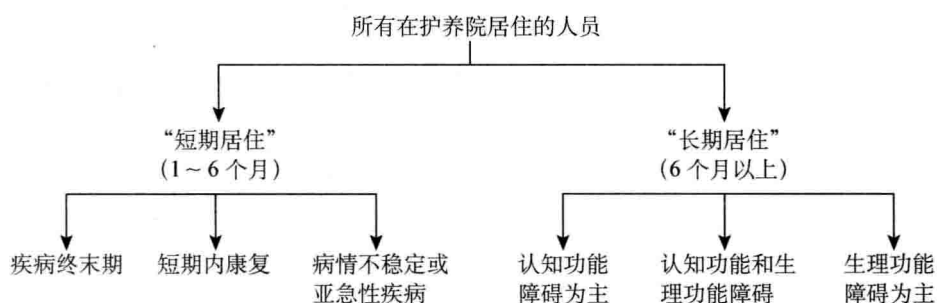 所有在护养院居住的人员
“短期居住”
（1～6 个月）
“长期居住”
（6 个月以上）
疾病终末期
短期内康复
病情不稳定或
亚急性疾病
认知功能
障碍为主
认知功能和生
理功能障碍
生理功能
障碍为主